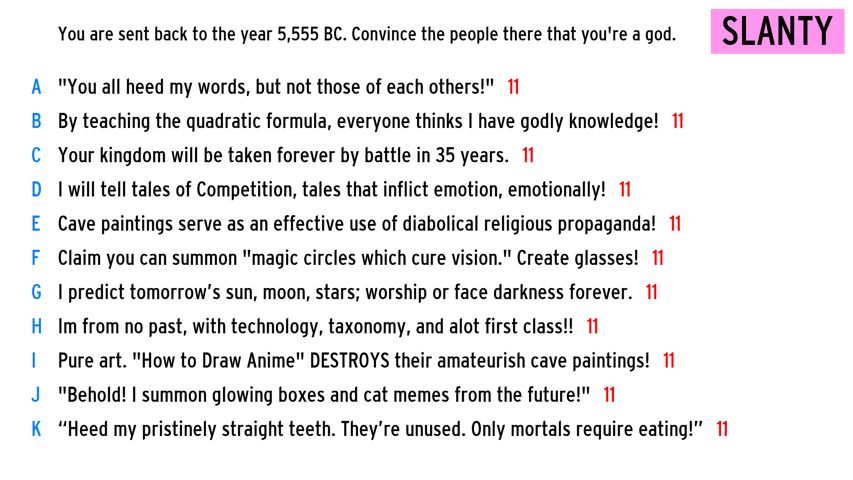 You are sent back to the year 5,555 BC. Convince the people there that you're a god.
SLANTY
A "You all heed my words, but not those of each others!" 11
B By teaching the quadratic formula, everyone thinks I have godly knowledge! 11
C Your kingdom will be taken forever by battle in 35 years. 11
D I will tell tales of Competition, tales that inflict emotion, emotionally! 11
E Cave paintings serve as an effective use of diabolical religious propaganda! 11
F Claim you can summon "magic circles which cure vision." Create glasses! 11
G I predict tomorrow’s sun, moon, stars; worship or face darkness forever. 11
H Im from no past, with technology, taxonomy, and alot first class!! 11
I Pure art. "How to Draw Anime" DESTROYS their amateurish cave paintings! 11
J "Behold! I summon glowing boxes and cat memes from the future!" 11
K “Heed my pristinely straight teeth. They’re unused. Only mortals require eating!” 11